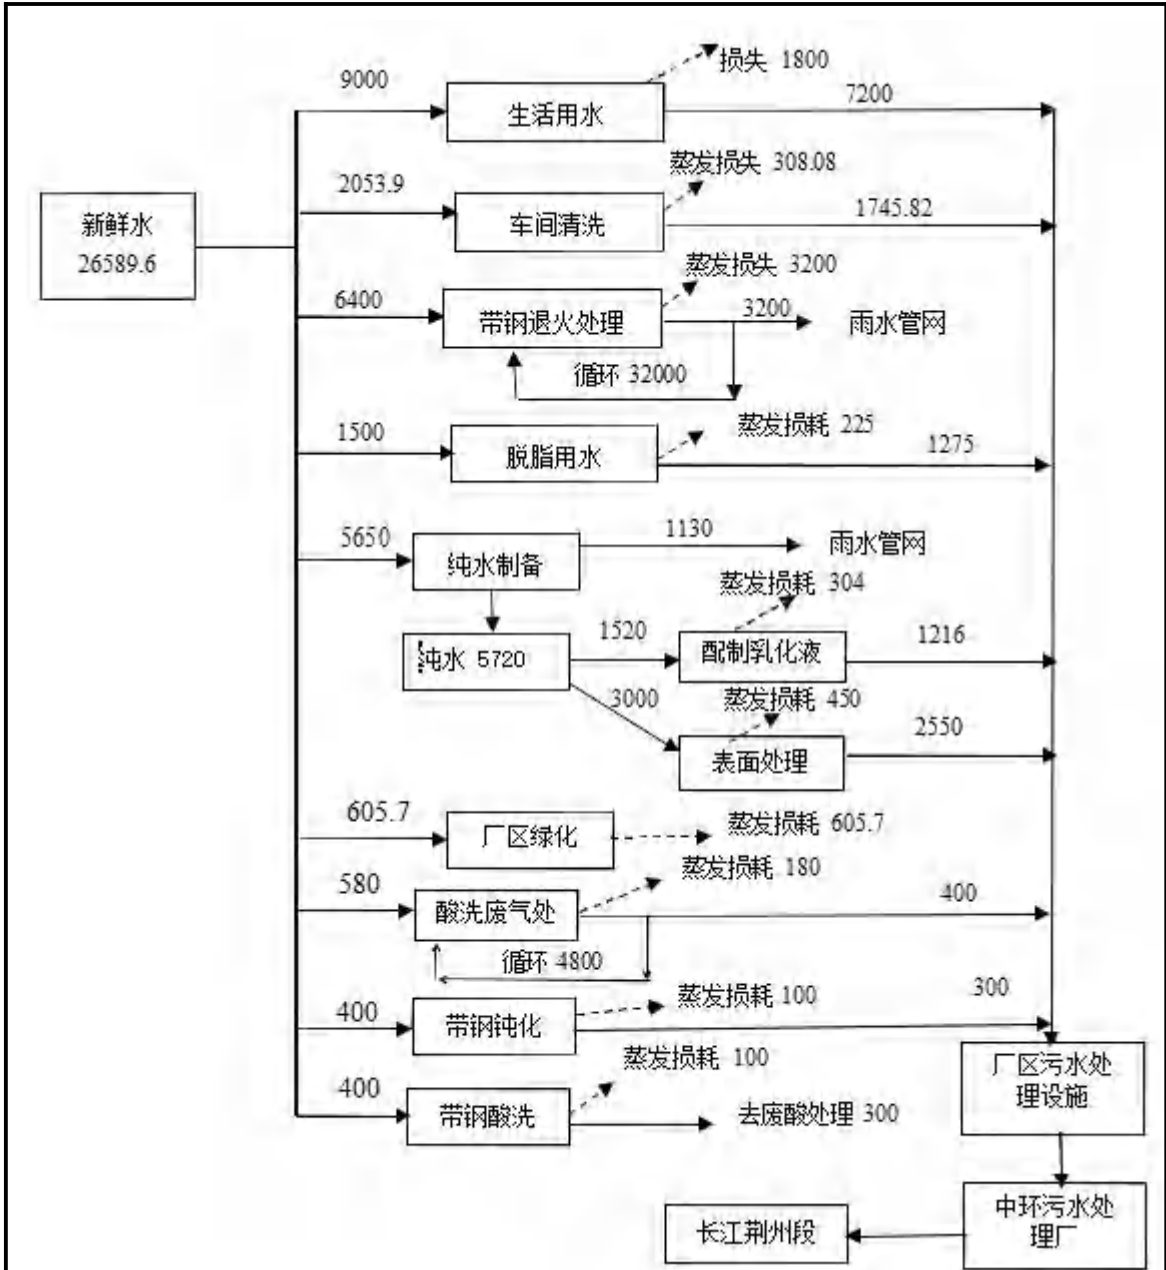 损失 1800
9000
生活用水
7200
蒸发损失 308.08
2053.9
车间清洗
1745.82
新鲜水
26589.6
蒸发损失 3200
6400
带钢退火处理
3200
雨水管网
循环 32000
蒸发损耗 225
1500
脱脂用水
1275
5650
纯水制备
1130
雨水管网
蒸发损耗 304
纯水 5720
1520
配制乳化液
1216
3000
蒸发损耗 450
表面处理
2550
605.7
厂区绿化
蒸发损耗 605.7
蒸发损耗 180
580
酸洗废气处
400
循环 4800
蒸发损耗 100
300
400
带钢钝化
蒸发损耗 100
400
带钢酸洗
去废酸处理 300
厂区污水处
理设施
中环污水处
理厂
长江荆州段